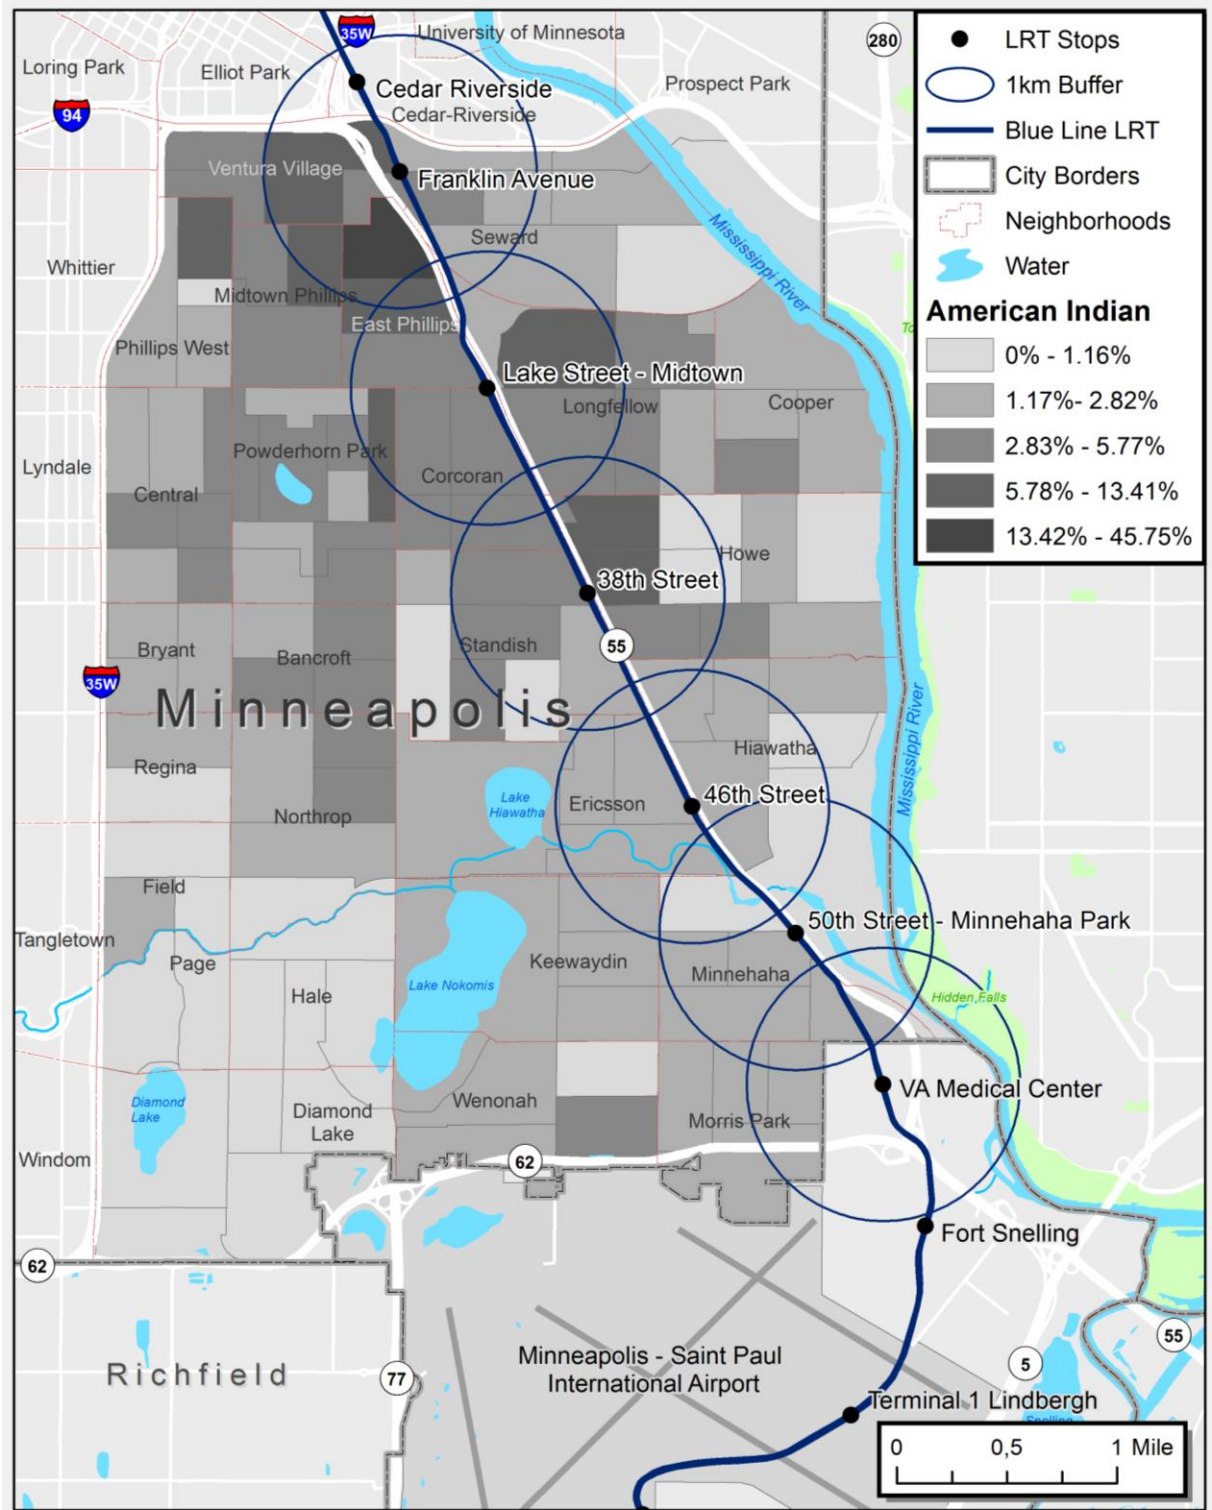 35W
University of Minnesota
280
Loring Park
Elliot Park
Prospect Park
94
Cedar Riverside
Cedar-Riverside
Ventura Village
Franklin Avenue
Seward
Whittier
Mississippi River
Midtown Phillips
East Phillips
Phillips West
Lake Street - Midtown
Longfellow
Cooper
Powderhorn Park
Lyndale
Corcoran
Central
Howe
38th Street
Bryant
Bancroft
Standish
55
35W
Minneapolis
Mississippi River
Hiawatha
Regina
Lake
Hiawatha
Ericsson
46th Street
Northrop
Field
50th Street - Minnehaha Park
Tangletown
Page
Keewaydin
Minnehaha
Hale
Lake Nokomis
Hidden Falls
VA Medical Center
Diamond
Lake
Diamond
Lake
Wenonah
Morris Park
Windom
62
Fort Snelling
62
55
Minneapolis - Saint Paul
International Airport
5
Richfield
77
Terminal 1 Lindbergh
Snelling
LRT Stops
1km Buffer
Blue Line LRT
City Borders
Neighborhoods
Water
American Indian
0% - 1.16%
1.17%- 2.82%
2.83% - 5.77%
5.78% - 13.41%
13.42% - 45.75%
0 0,5 1 Mile